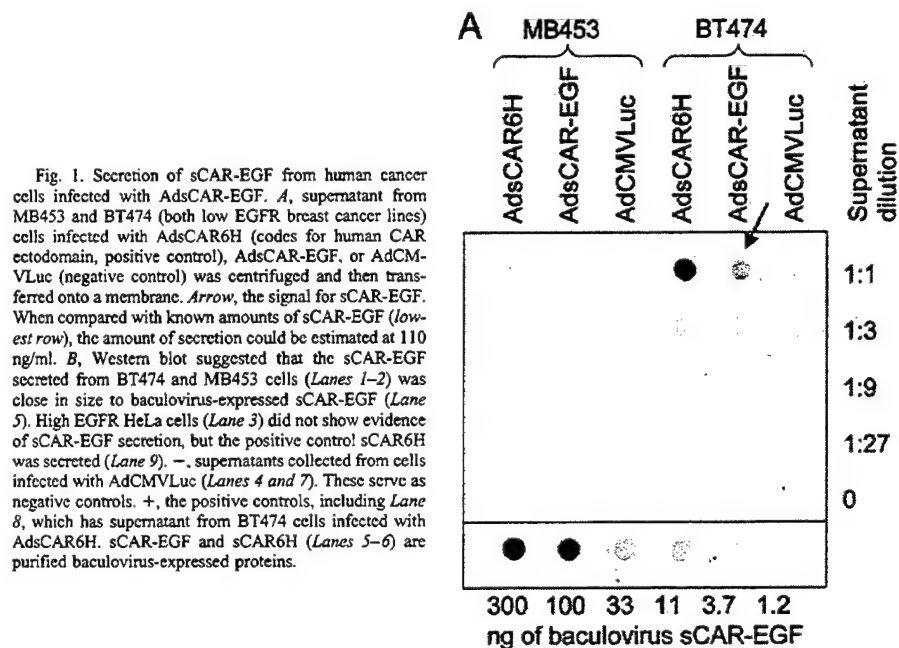 Fig. 1. Secretion of sCAR-EGF from human cancer
cells infected with AdsCAR-EGF. A, supernatant from
MB453 and BT474 (both low EGFR breast cancer lines)
cells infected with AdsCAR6H (codes for human CAR
ectodomain, positive control), AdsCAR-EGF, or AdCM-
VLuc (negative control) was centrifuged and then trans-
ferred onto a membrane. Arrow, the signal for sCAR-EGF.
When compared with known amounts of sCAR-EGF (low-
est row), the amount of secretion could be estimated at 110
ng/ml. B, Western blot suggested that the sCAR-EGF
secreted from BT474 and MB453 cells (Lanes 1–2) was
close in size to baculovirus-expressed sCAR-EGF (Lane
5). High EGFR HeLa cells (Lane 3) did not show evidence
of sCAR-EGF secretion, but the positive control sCAR6H
was secreted (Lane 9). −, supernatants collected from cells
infected with AdCMVLuc (Lanes 4 and 7). These serve as
negative controls. +, the positive controls, including Lane
8, which has supernatant from BT474 cells infected with
AdsCAR6H. sCAR-EGF and sCAR6H (Lanes 5–6) are
purified baculovirus-expressed proteins.
A
MB453 BT474
AdsCAR6H
AdsCAR-EGF
AdCMVLuc
AdsCAR6H
AdsCAR-EGF
AdCMVLuc
Supernatant
dilution
1:1
1:3
1:9
1:27
0
300 100 33 11 3.7 1.2
ng of baculovirus sCAR-EGF